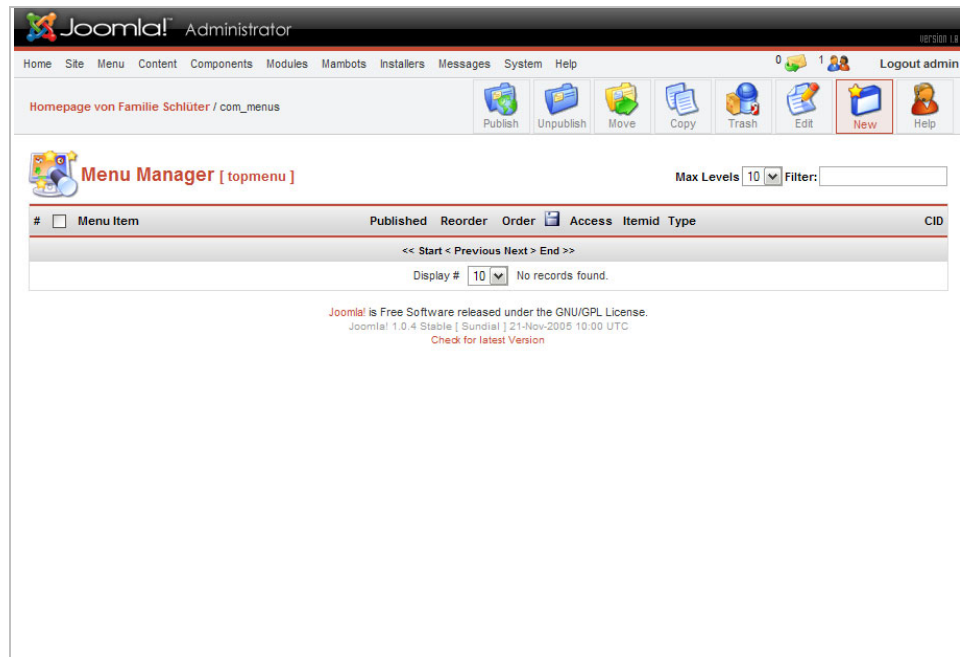 Joomla! Administrator
version 1.0
Home Site Menu Content Components Modules Mambots Installers Messages System Help 0 1 Logout admin
Homepage von Familie Schlüter / com_menus
Publish Unpublish Move Copy Trash Edit New Help
Menu Manager [ topmenu ] Max Levels 10 Filter:
# Menu Item Published Reorder Order Access Itemid Type CID
<< Start < Previous Next > End >>
Display # 10 No records found.
Joomla! is Free Software released under the GNU/GPL License.
Joomla! 1.0.4 Stable [ Sundial ] 21-Nov-2005 10:00 UTC
Check for latest Version